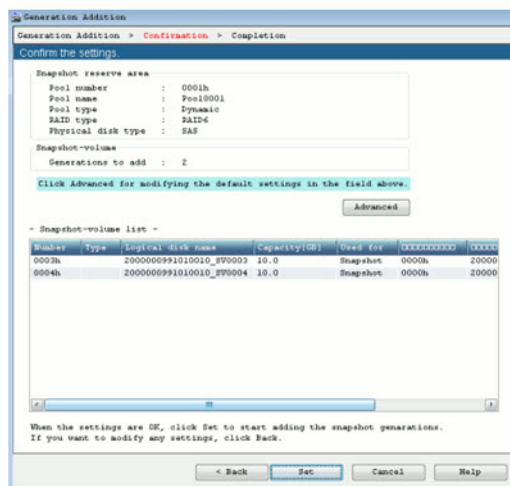 Generation Addition
Generation Addition > Confirmation > Completion
Confirm the settings.
Snapshot reserve area
Pool number : 0001h
Pool name : Pool0001
Pool type : Dynamic
RAID type : RAID6
Physical disk type : SAS
Snapshot-volume
Generations to add : 2
Click Advanced for modifying the default settings in the field above.
Advanced
- Snapshot-volume list -
Number Type Logical disk name Capacity[GB] Used for
0003h 2000000991010010_SV0003 10.0 Snapshot 0000h 20000
0004h 2000000991010010_SV0004 10.0 Snapshot 0000h 20000
When the settings are OK, click Set to start adding the snapshot genarations.
If you want to modify any settings, click Back.
< Back Set Cancel Help